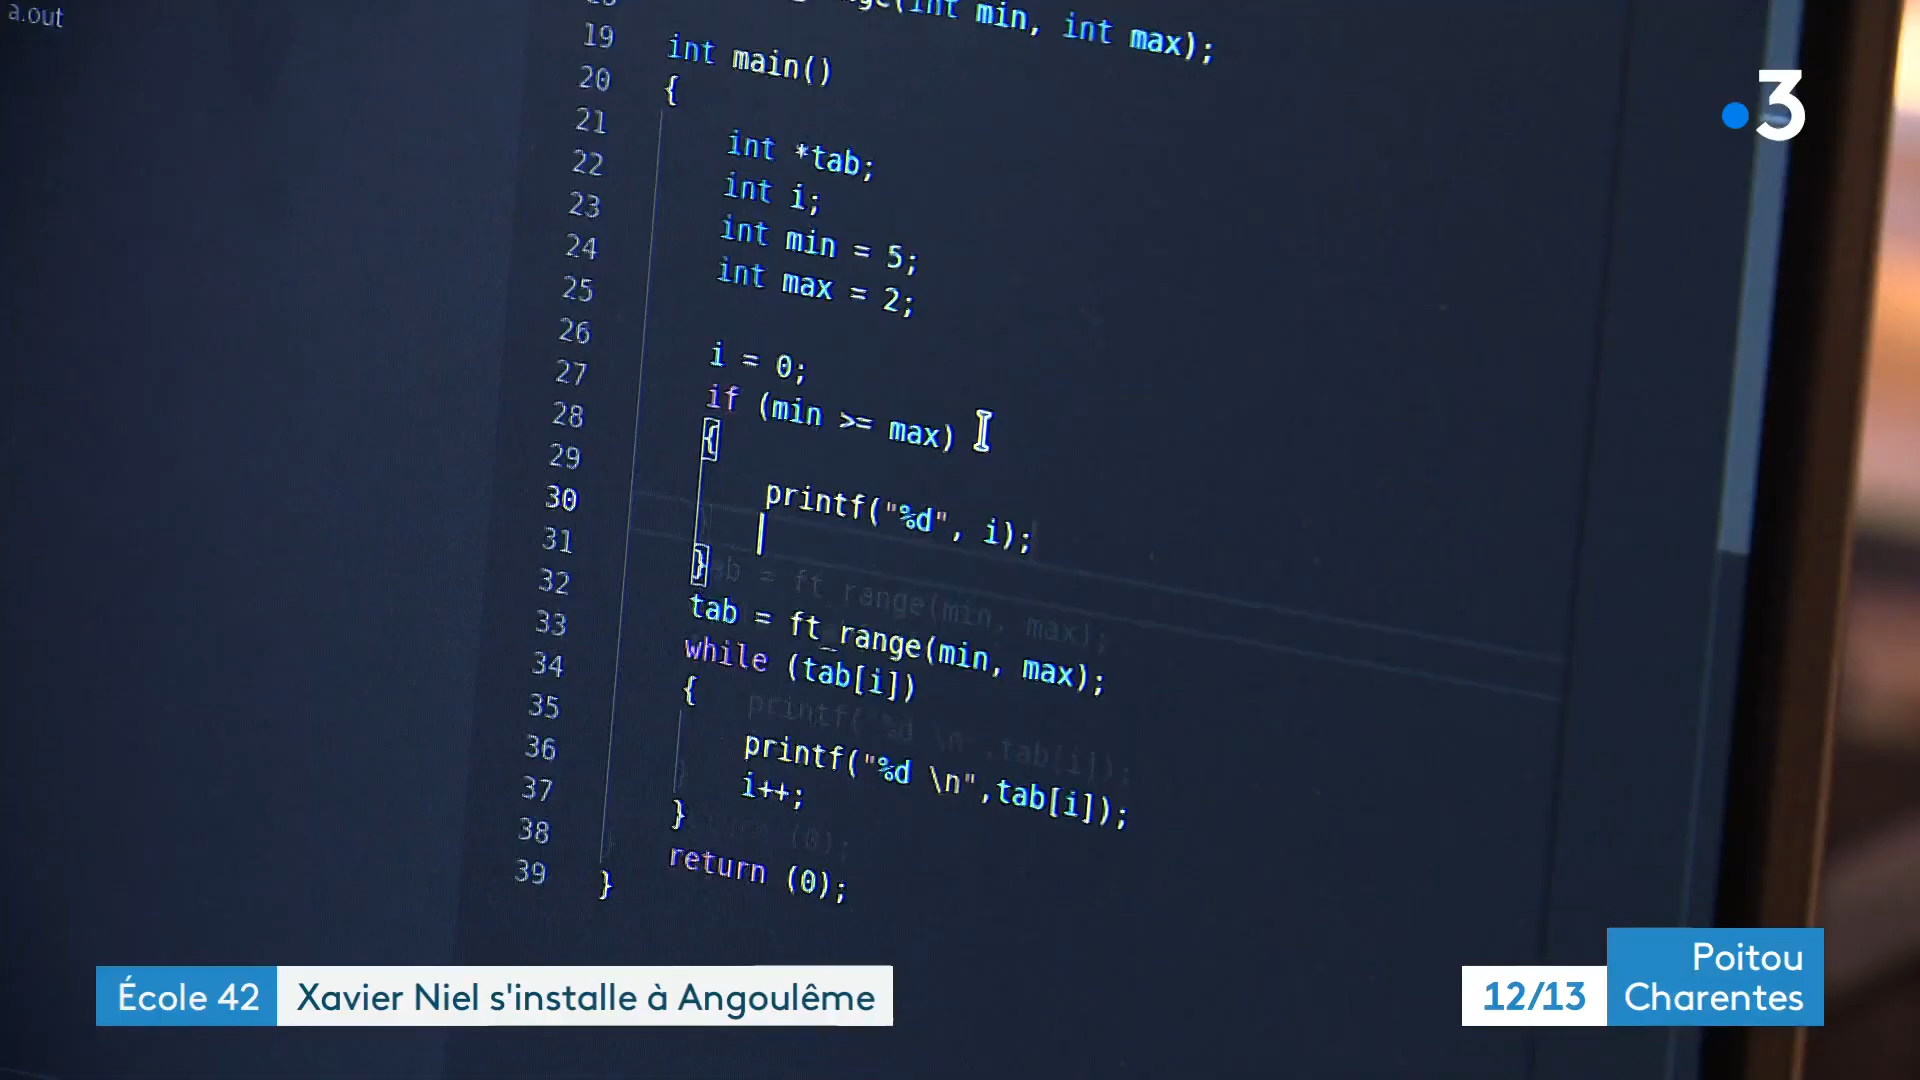 a.out
int min, int max);
19 int main()
20 {
21
22 int *tab;
23 int i;
24 int min = 5;
25 int max = 2;
26
27 i = 0;
28 if (min >= max)
29 {
30 printf("%d", i);
31
32 }
33 tab = ft_range(min, max);
34 while (tab[i])
35 {
36 printf("%d \n",tab[i]);
37 i++;
38 }
39 return (0);
}
3
École 42 Xavier Niel s'installe à Angoulême
12/13 Poitou
Charentes